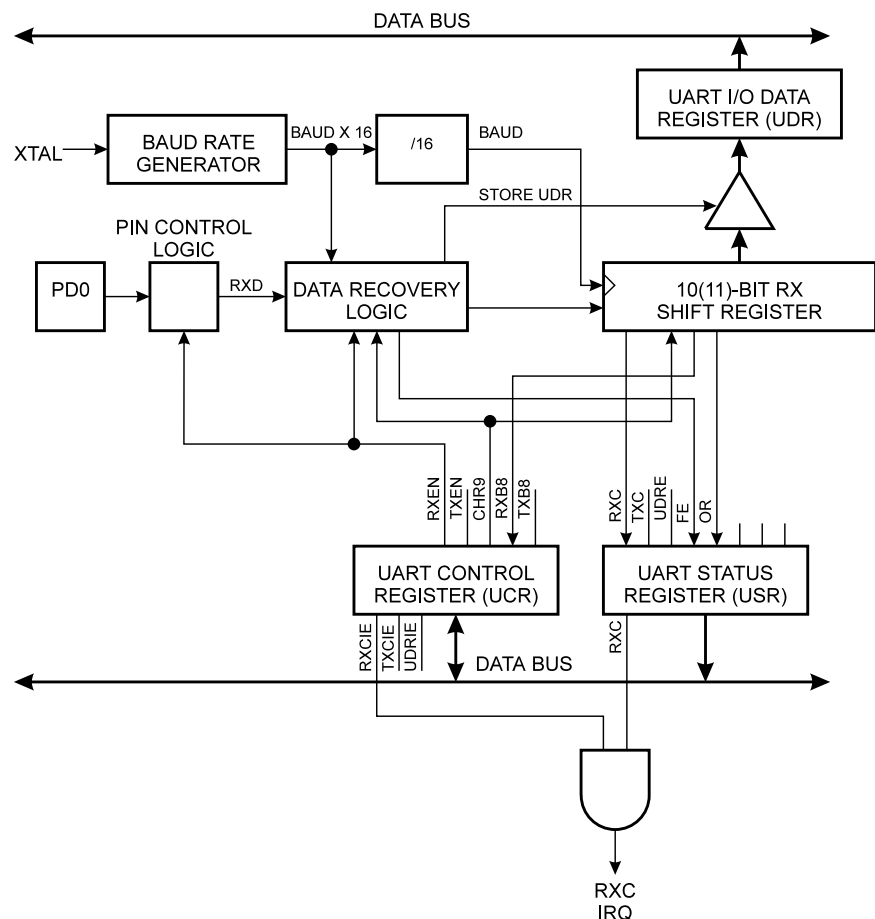 DATA BUS
UART I/O DATA
REGISTER (UDR)
XTAL
BAUD RATE
GENERATOR
BAUD X 16
/16
BAUD
STORE UDR
PIN CONTROL
LOGIC
PD0
RXD
DATA RECOVERY
LOGIC
10(11)-BIT RX
SHIFT REGISTER
RXEN
TXEN
CHR9
RXB8
TXB8
RXC
TXC
UDRE
FE
OR
UART CONTROL
REGISTER (UCR)
UART STATUS
REGISTER (USR)
RXCIE
TXCIE
UDRIE
RXC
DATA BUS
RXC
IRQ